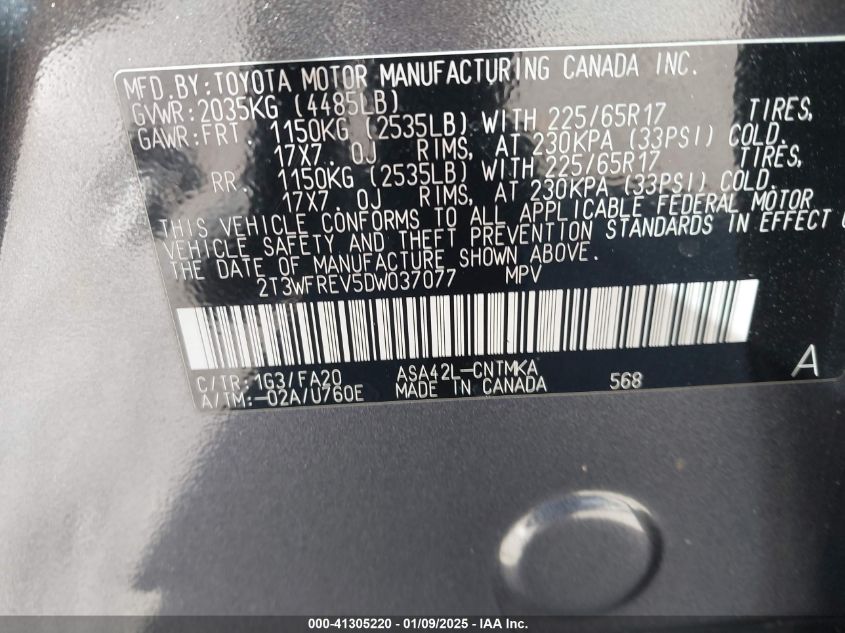 MFD. BY: TOYOTA MOTOR MANUFACTURING CANADA INC.
GVWR: 2035KG (4485LB)
GAWR: FRT. 1150KG (2535LB) WITH 225/65R17 TIRES,
17X7. 0J RIMS, AT 230KPA (33PSI) COLD.
RR. 1150KG (2535LB) WITH 225/65R17 TIRES,
17X7. 0J RIMS, AT 230KPA (33PSI) COLD.
THIS VEHICLE CONFORMS TO ALL APPLICABLE FEDERAL MOTOR
VEHICLE SAFETY AND THEFT PREVENTION STANDARDS IN EFFECT
THE DATE OF MANUFACTURE SHOWN ABOVE.
2T3WFREV5DW037077 MPV
C/TR: 1G3/FA20 ASA42L-CNTMKA 568 A
A/TM: -02A/U760E MADE IN CANADA
000-41305220 - 01/09/2025 - IAA Inc.